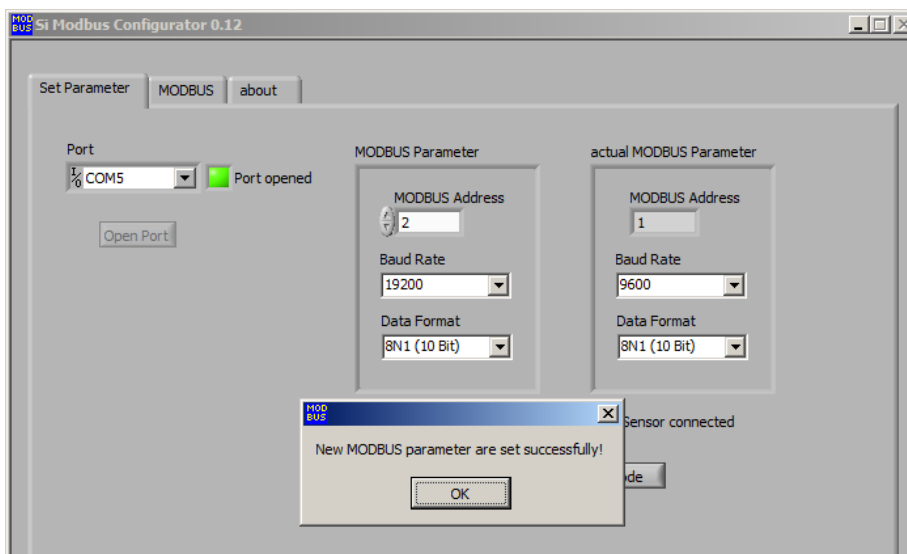 MOD BUS Si Modbus Configurator 0.12
Set Parameter MODBUS about
Port
I/O COM5
Port opened
Open Port
MODBUS Parameter
MODBUS Address
2
Baud Rate
19200
Data Format
8N1 (10 Bit)
actual MODBUS Parameter
MODBUS Address
1
Baud Rate
9600
Data Format
8N1 (10 Bit)
Sensor connected
ode
MOD BUS
New MODBUS parameter are set successfully!
OK